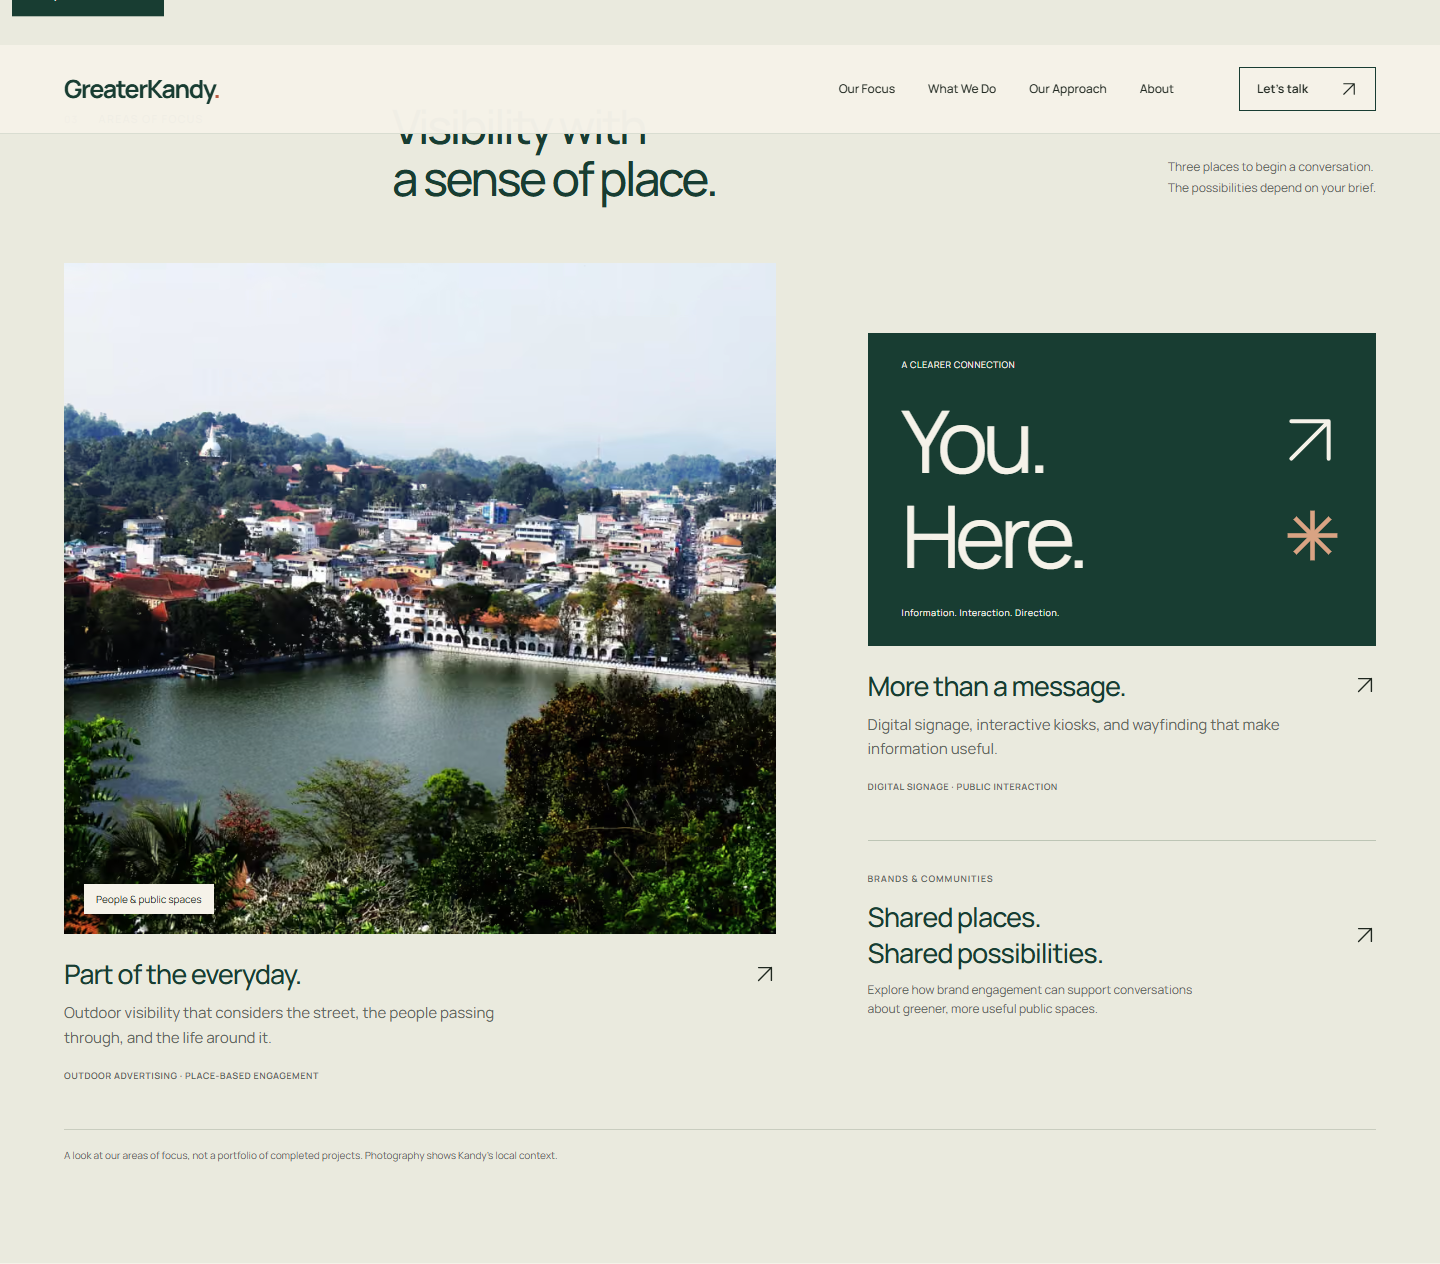 GreaterKandy.
Our Focus
What We Do
Our Approach
About
Let's talk
AREAS OF FOCUS
Visibility with
a sense of place.
Three places to begin a conversation.
The possibilities depend on your brief.
People & public spaces
Part of the everyday.
Outdoor visibility that considers the street, the people passing
through, and the life around it.
OUTDOOR ADVERTISING · PLACE-BASED ENGAGEMENT
A CLEARER CONNECTION
You.
Here.
Information. Interaction. Direction.
More than a message.
Digital signage, interactive kiosks, and wayfinding that make
information useful.
DIGITAL SIGNAGE · PUBLIC INTERACTION
BRANDS & COMMUNITIES
Shared places.
Shared possibilities.
Explore how brand engagement can support conversations
about greener, more useful public spaces.
A look at our areas of focus, not a portfolio of completed projects. Photography shows Kandy's local context.